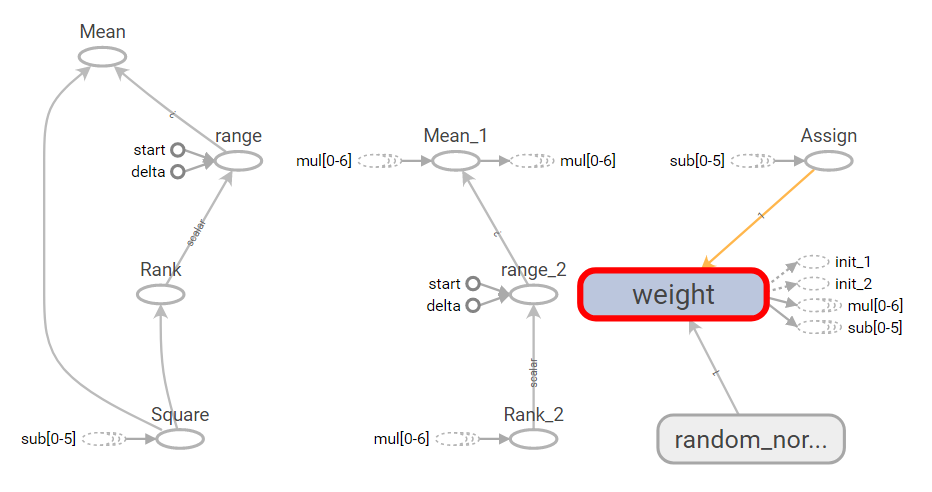 Mean
start
delta
range
scalar
Rank
Square
sub[0-5]
mul[0-6]
Mean_1
mul[0-6]
start
delta
range_2
scalar
Rank_2
mul[0-6]
sub[0-5]
Assign
1
weight
init_1
init_2
mul[0-6]
sub[0-5]
1
random_nor...